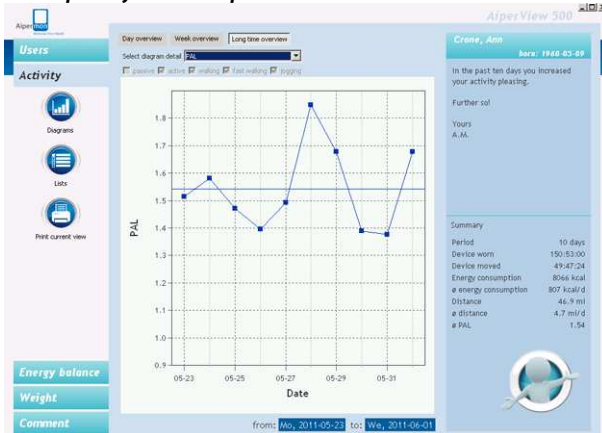 AiperView 500
Aipermon
Users
Activity
Diagrams
Lists
Print current view
Energy balance
Weight
Comment
Day overview Week overview Long time overview
Select diagram detail PAL
passive active walking fast walking jogging
PAL
1.8
1.7
1.6
1.5
1.4
1.3
1.2
1.1
1.0
0.9
05-23 05-25 05-27 05-29 05-31
Date
from: Mo, 2011-05-23 to: We, 2011-06-01
Crone, Ann
born: 1960-05-09
In the past ten days you increased
your activity pleasing.
Further so!
Yours
A.M.
Summary
Period 10 days
Device worn 150:53:00
Device moved 49:47:24
Energy consumption 8066 kcal
ø energy consumption 807 kcal/d
Distance 46.9 mi
ø distance 4.7 mi/d
ø PAL 1.54